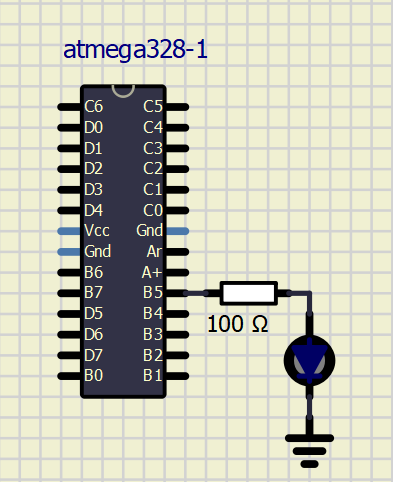 atmega328-1
C6 C5
D0 C4
D1 C3
D2 C2
D3 C1
D4 C0
Vcc Gnd
Gnd Ar
B6 A+
B7 B5
D5 B4
D6 B3
D7 B2
B0 B1
100 Ω